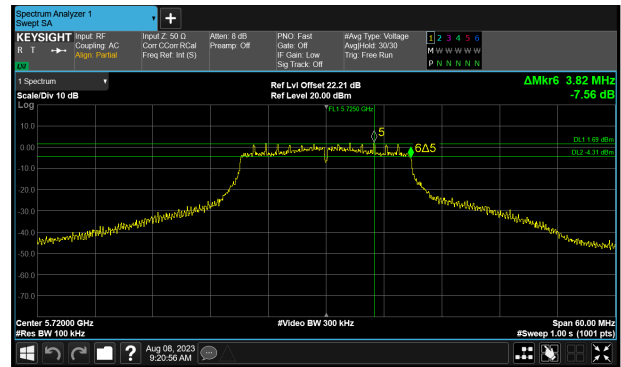 Spectrum Analyzer 1
Swept SA
KEYSIGHT
R T
LXI
Input: RF
Coupling: AC
Align: Partial
Input Z: 50 Ω
Corr CCorr RCal
Freq Ref: Int (S)
Atten: 8 dB
Preamp: Off
PNO: Fast
Gate: Off
IF Gain: Low
Sig Track: Off
#Avg Type: Voltage
Avg|Hold: 30/30
Trig: Free Run
1 2 3 4 5 6
M W W W W W
P N N N N N
1 Spectrum
Scale/Div 10 dB
Ref Lvl Offset 22.21 dB
Ref Level 20.00 dBm
ΔMkr6 3.82 MHz
-7.56 dB
Log
FL1 5.7250 GHz
10.0
5
DL1 1.69 dBm
0.00
6Δ5
DL2 -4.31 dBm
-10.0
-20.0
-30.0
-40.0
-50.0
-60.0
-70.0
Center 5.72000 GHz
#Video BW 300 kHz
Span 60.00 MHz
#Res BW 100 kHz
#Sweep 1.00 s (1001 pts)
?
Aug 08, 2023
9:20:56 AM